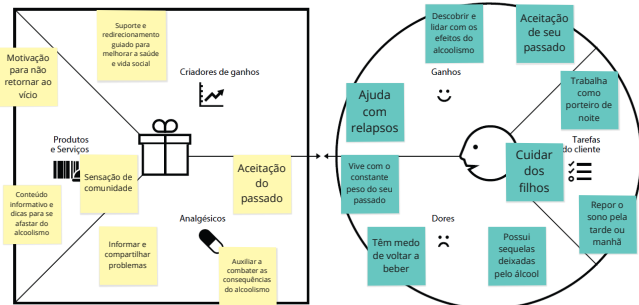 Suporte e
redirecionamento
guiado para
melhorar a saúde
e vida social
Motivação
para não
retornar ao
vício
Criadores de ganhos
Produtos
e Serviços
Sensação de
comunidade
Aceitação
do
passado
Conteúdo
informativo e
dicas para se
afastar do
alcoolismo
Analgésicos
Informar e
compartilhar
problemas
Auxiliar a
combater as
consequências
do alcoolismo
Descobrir e
lidar com os
efeitos do
alcoolismo
Aceitação
de seu
passado
Ganhos
Ajuda
com
relapsos
Trabalha
como
porteiro de
noite
Tarefas
do cliente
Cuidar
dos
filhos
Vive com o
constante
peso do seu
passado
Repor o
sono pela
tarde ou
manhã
Dores
Têm medo
de voltar a
beber
Possui
sequelas
deixadas
pelo álcool